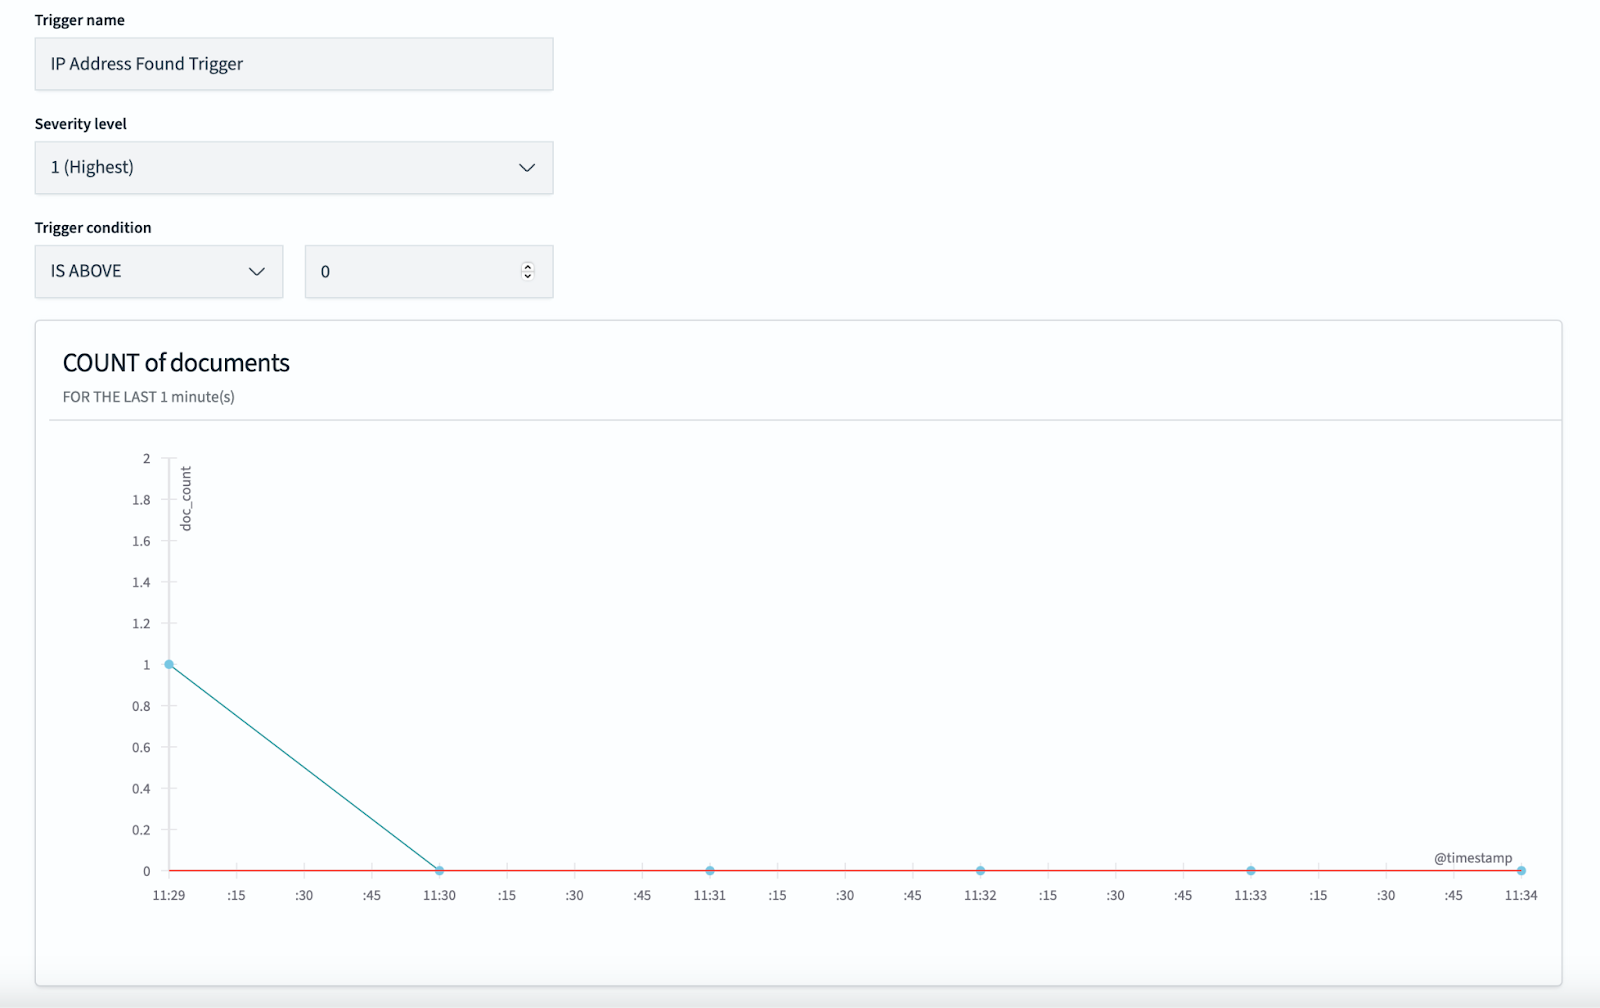 Trigger name
IP Address Found Trigger
Severity level
1 (Highest)
Trigger condition
IS ABOVE
0
COUNT of documents
FOR THE LAST 1 minute(s)
2
1.8
1.6
1.4
1.2
1
0.8
0.6
0.4
0.2
0
doc_count
@timestamp
11:29 :15 :30 :45 11:30 :15 :30 :45 11:31 :15 :30 :45 11:32 :15 :30 :45 11:33 :15 :30 :45 11:34